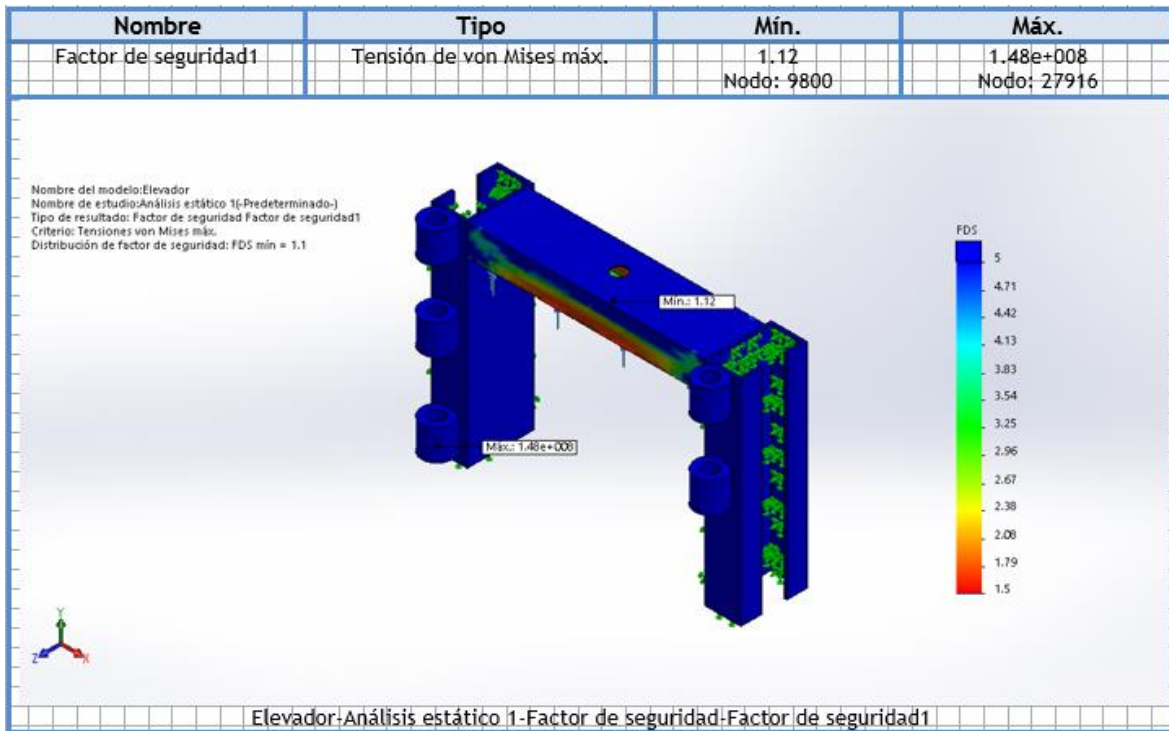 Nombre Tipo Mín. Máx.
Factor de seguridad1 Tensión de von Mises máx. 1.12 1.48e+008
Nodo: 9800 Nodo: 27916
Nombre del modelo:Elevador
Nombre de estudio:Análisis estático 1(-Predeterminado-)
Tipo de resultado: Factor de seguridad Factor de seguridad1
Criterio: Tensiones von Mises máx.
Distribución de factor de seguridad: FDS mín = 1.1
FDS
5
4.71
4.42
4.13
3.83
3.54
3.25
2.96
2.67
2.38
2.08
1.79
1.5
Mín.: 1.12
Máx.: 1.48e+008
Y
Z X
Elevador-Análisis estático 1-Factor de seguridad-Factor de seguridad1